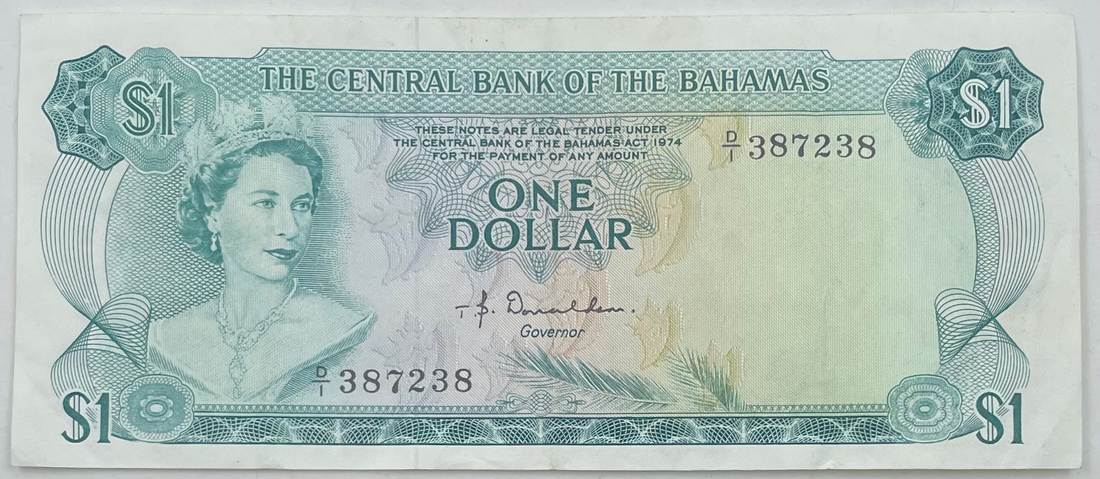 THE CENTRAL BANK OF THE BAHAMAS
$1
$1
THESE NOTES ARE LEGAL TENDER UNDER
THE CENTRAL BANK OF THE BAHAMAS ACT 1974
FOR THE PAYMENT OF ANY AMOUNT
D/1 387238
ONE
DOLLAR
T. B. Donaldson.
Governor
D/1 387238
$1
$1